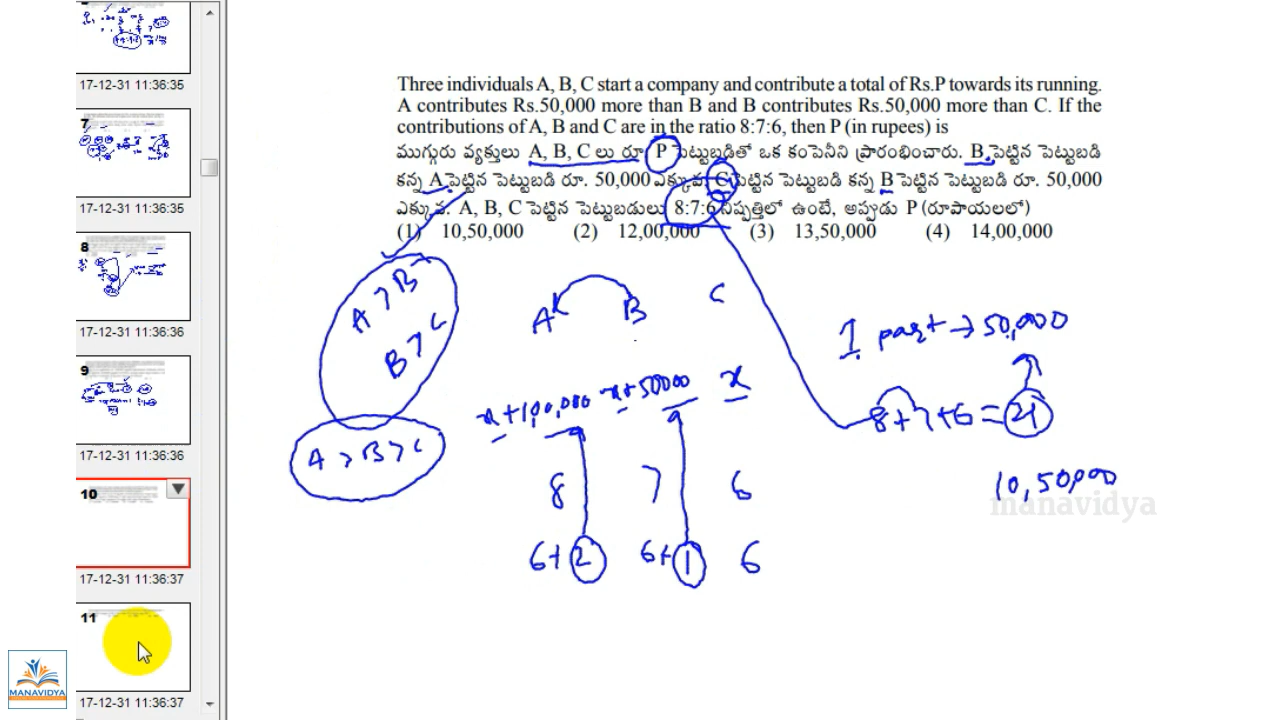 17-12-31 11:36:35
7
17-12-31 11:36:35
8
17-12-31 11:36:36
9
17-12-31 11:36:36
10
17-12-31 11:36:37
11
17-12-31 11:36:37
MANAVIDYA
Three individuals A, B, C start a company and contribute a total of Rs.P towards its running.
A contributes Rs.50,000 more than B and B contributes Rs.50,000 more than C. If the
contributions of A, B and C are in the ratio 8:7:6, then P (in rupees) is
ముగ్గురు వ్యక్తులు A, B, C లు రూ P పెట్టుబడితో ఒక కంపెనీని ప్రారంభించారు. B పెట్టిన పెట్టుబడి
కన్న A పెట్టిన పెట్టుబడి రూ. 50,000 ఎక్కువ. C పెట్టిన పెట్టుబడి కన్న B పెట్టిన పెట్టుబడి రూ. 50,000
ఎక్కువ. A, B, C పెట్టిన పెట్టుబడులు 8:7:6 నిష్పత్తిలో ఉంటే, అప్పుడు P (రూపాయలలో)
(1) 10,50,000 (2) 12,00,000 (3) 13,50,000 (4) 14,00,000
A > B
B > C
A > B > C
A B C
x+1,00,000 x+50000 x
8 7 6
6+2 6+1 6
1 part → 50,000
8+7+6=21
10,50,000
manavidya